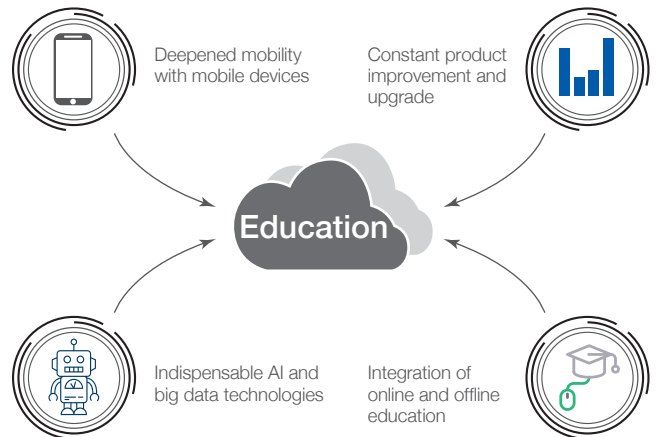 Deepened mobility
with mobile devices
Constant product
improvement and
upgrade
Education
Indispensable AI and
big data technologies
Integration of
online and offline
education